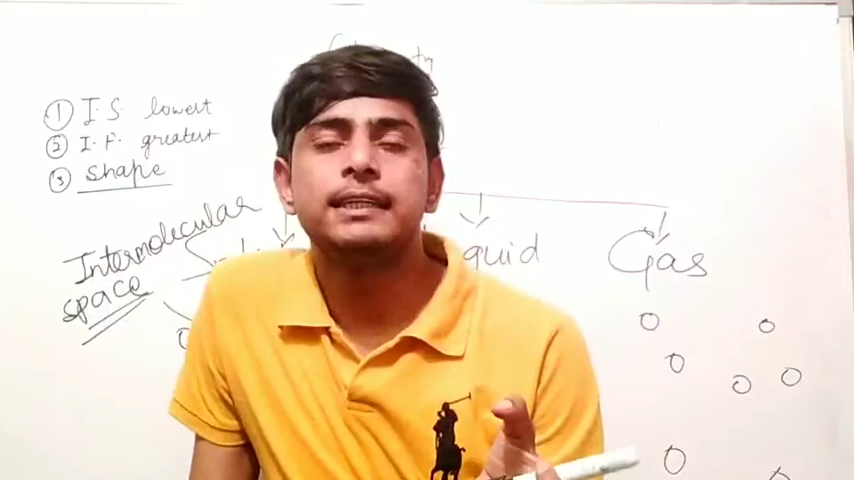 ① I.S. lowest
② I.F. greatest
③ shape
Intermolecular
space
quid
Gas